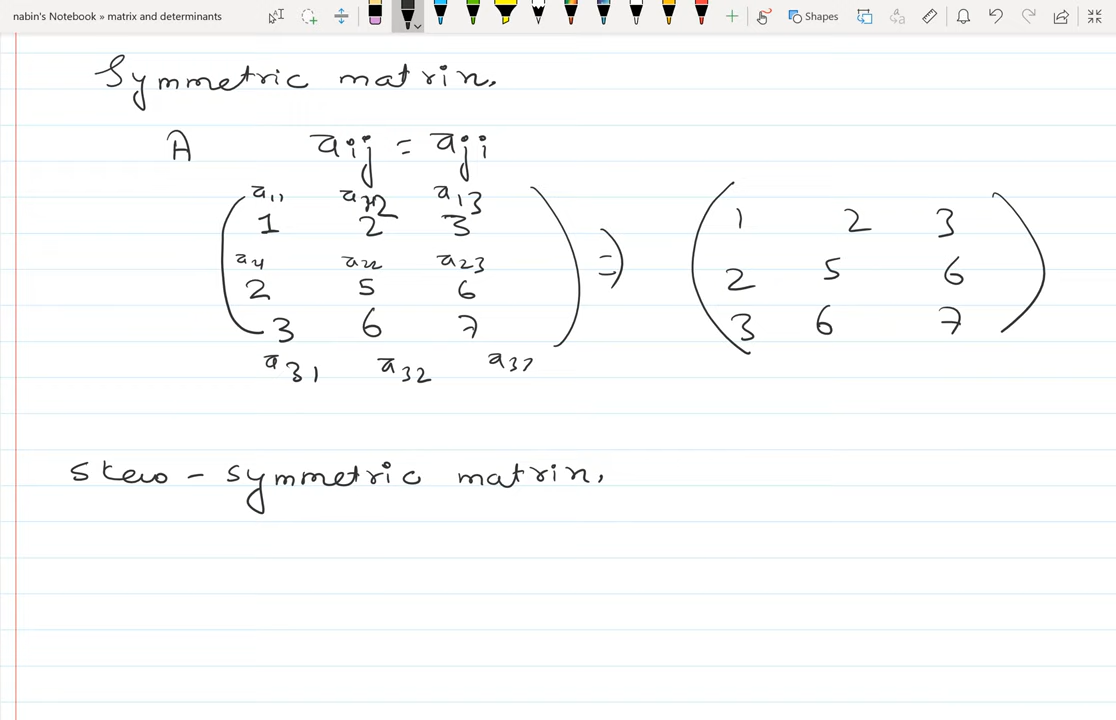 nabin's Notebook » matrix and determinants
Shapes
Symmetric matrix.
A aij = aji
a11 a12 a13
1 2 3 ⇒ 1 2 3
a21 a22 a23
2 5 6 2 5 6
3 6 7 3 6 7
a31 a32 a33
Skew - symmetric matrix.